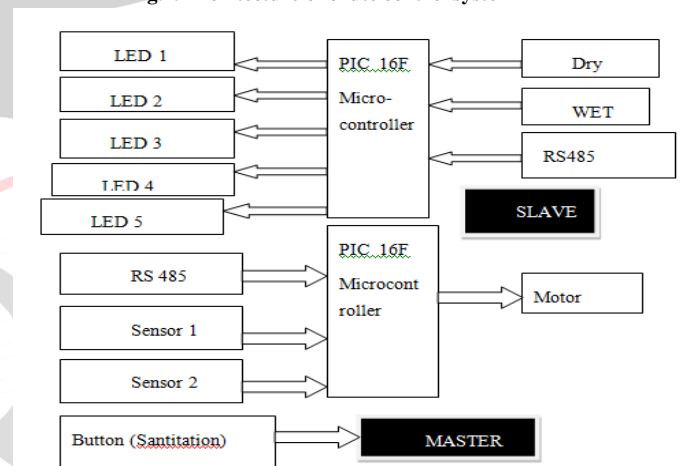 LED 1
LED 2
LED 3
LED 4
LED 5
PIC 16F
Micro-
controller
Dry
WET
RS485
SLAVE
RS 485
Sensor 1
Sensor 2
PIC 16F
Microcont
roller
Motor
Button (Santitation)
MASTER